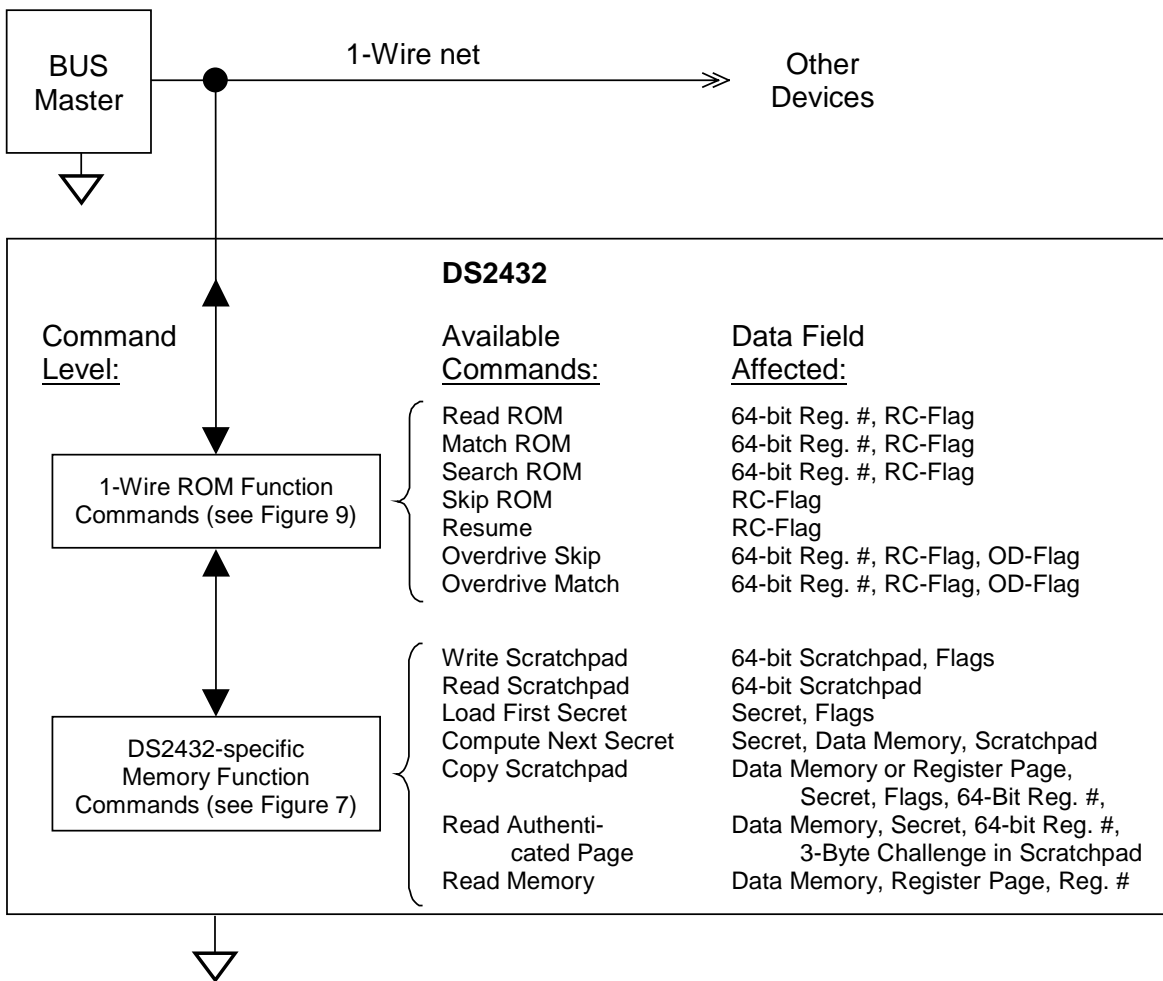 BUS
Master
1-Wire net
Other
Devices
DS2432
Command
Level:
Available
Commands:
Data Field
Affected:
1-Wire ROM Function
Commands (see Figure 9)
Read ROM 64-bit Reg. #, RC-Flag
Match ROM 64-bit Reg. #, RC-Flag
Search ROM 64-bit Reg. #, RC-Flag
Skip ROM RC-Flag
Resume RC-Flag
Overdrive Skip 64-bit Reg. #, RC-Flag, OD-Flag
Overdrive Match 64-bit Reg. #, RC-Flag, OD-Flag
DS2432-specific
Memory Function
Commands (see Figure 7)
Write Scratchpad 64-bit Scratchpad, Flags
Read Scratchpad 64-bit Scratchpad
Load First Secret Secret, Flags
Compute Next Secret Secret, Data Memory, Scratchpad
Copy Scratchpad Data Memory or Register Page,
Secret, Flags, 64-Bit Reg. #,
Read Authenti- Data Memory, Secret, 64-bit Reg. #,
cated Page 3-Byte Challenge in Scratchpad
Read Memory Data Memory, Register Page, Reg. #